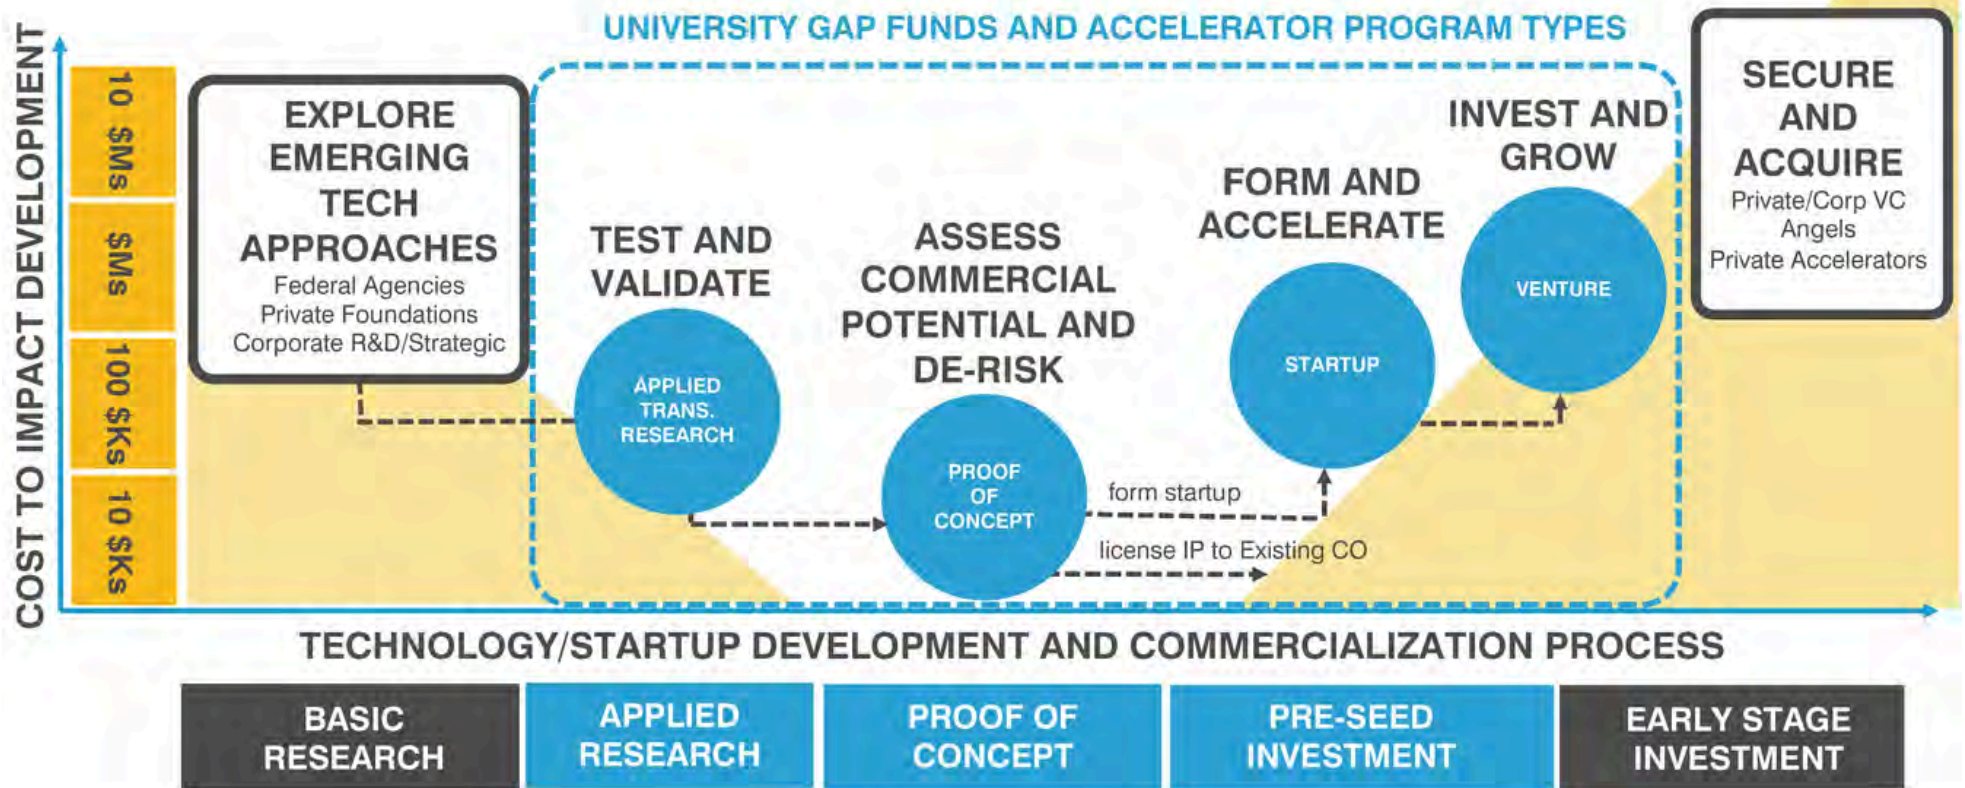 UNIVERSITY GAP FUNDS AND ACCELERATOR PROGRAM TYPES
COST TO IMPACT DEVELOPMENT
10 $Ms
$Ms
100 $Ks
10 $Ks
EXPLORE
EMERGING
TECH
APPROACHES
Federal Agencies
Private Foundations
Corporate R&D/Strategic
TEST AND
VALIDATE
APPLIED
TRANS.
RESEARCH
ASSESS
COMMERCIAL
POTENTIAL AND
DE-RISK
PROOF
OF
CONCEPT
form startup
license IP to Existing CO
FORM AND
ACCELERATE
STARTUP
INVEST AND
GROW
VENTURE
SECURE
AND
ACQUIRE
Private/Corp VC
Angels
Private Accelerators
TECHNOLOGY/STARTUP DEVELOPMENT AND COMMERCIALIZATION PROCESS
BASIC
RESEARCH
APPLIED
RESEARCH
PROOF OF
CONCEPT
PRE-SEED
INVESTMENT
EARLY STAGE
INVESTMENT